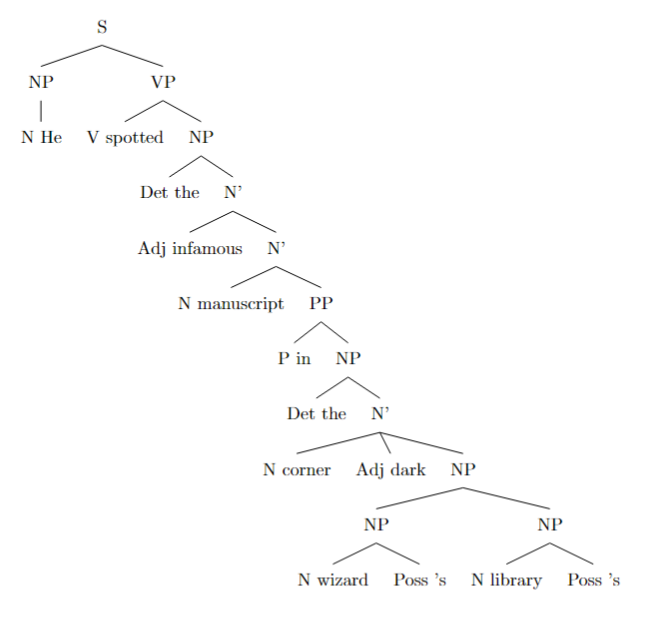 S
NP VP
N He V spotted NP
Det the N’
Adj infamous N’
N manuscript PP
P in NP
Det the N’
N corner Adj dark NP
NP NP
N wizard Poss ’s N library Poss ’s